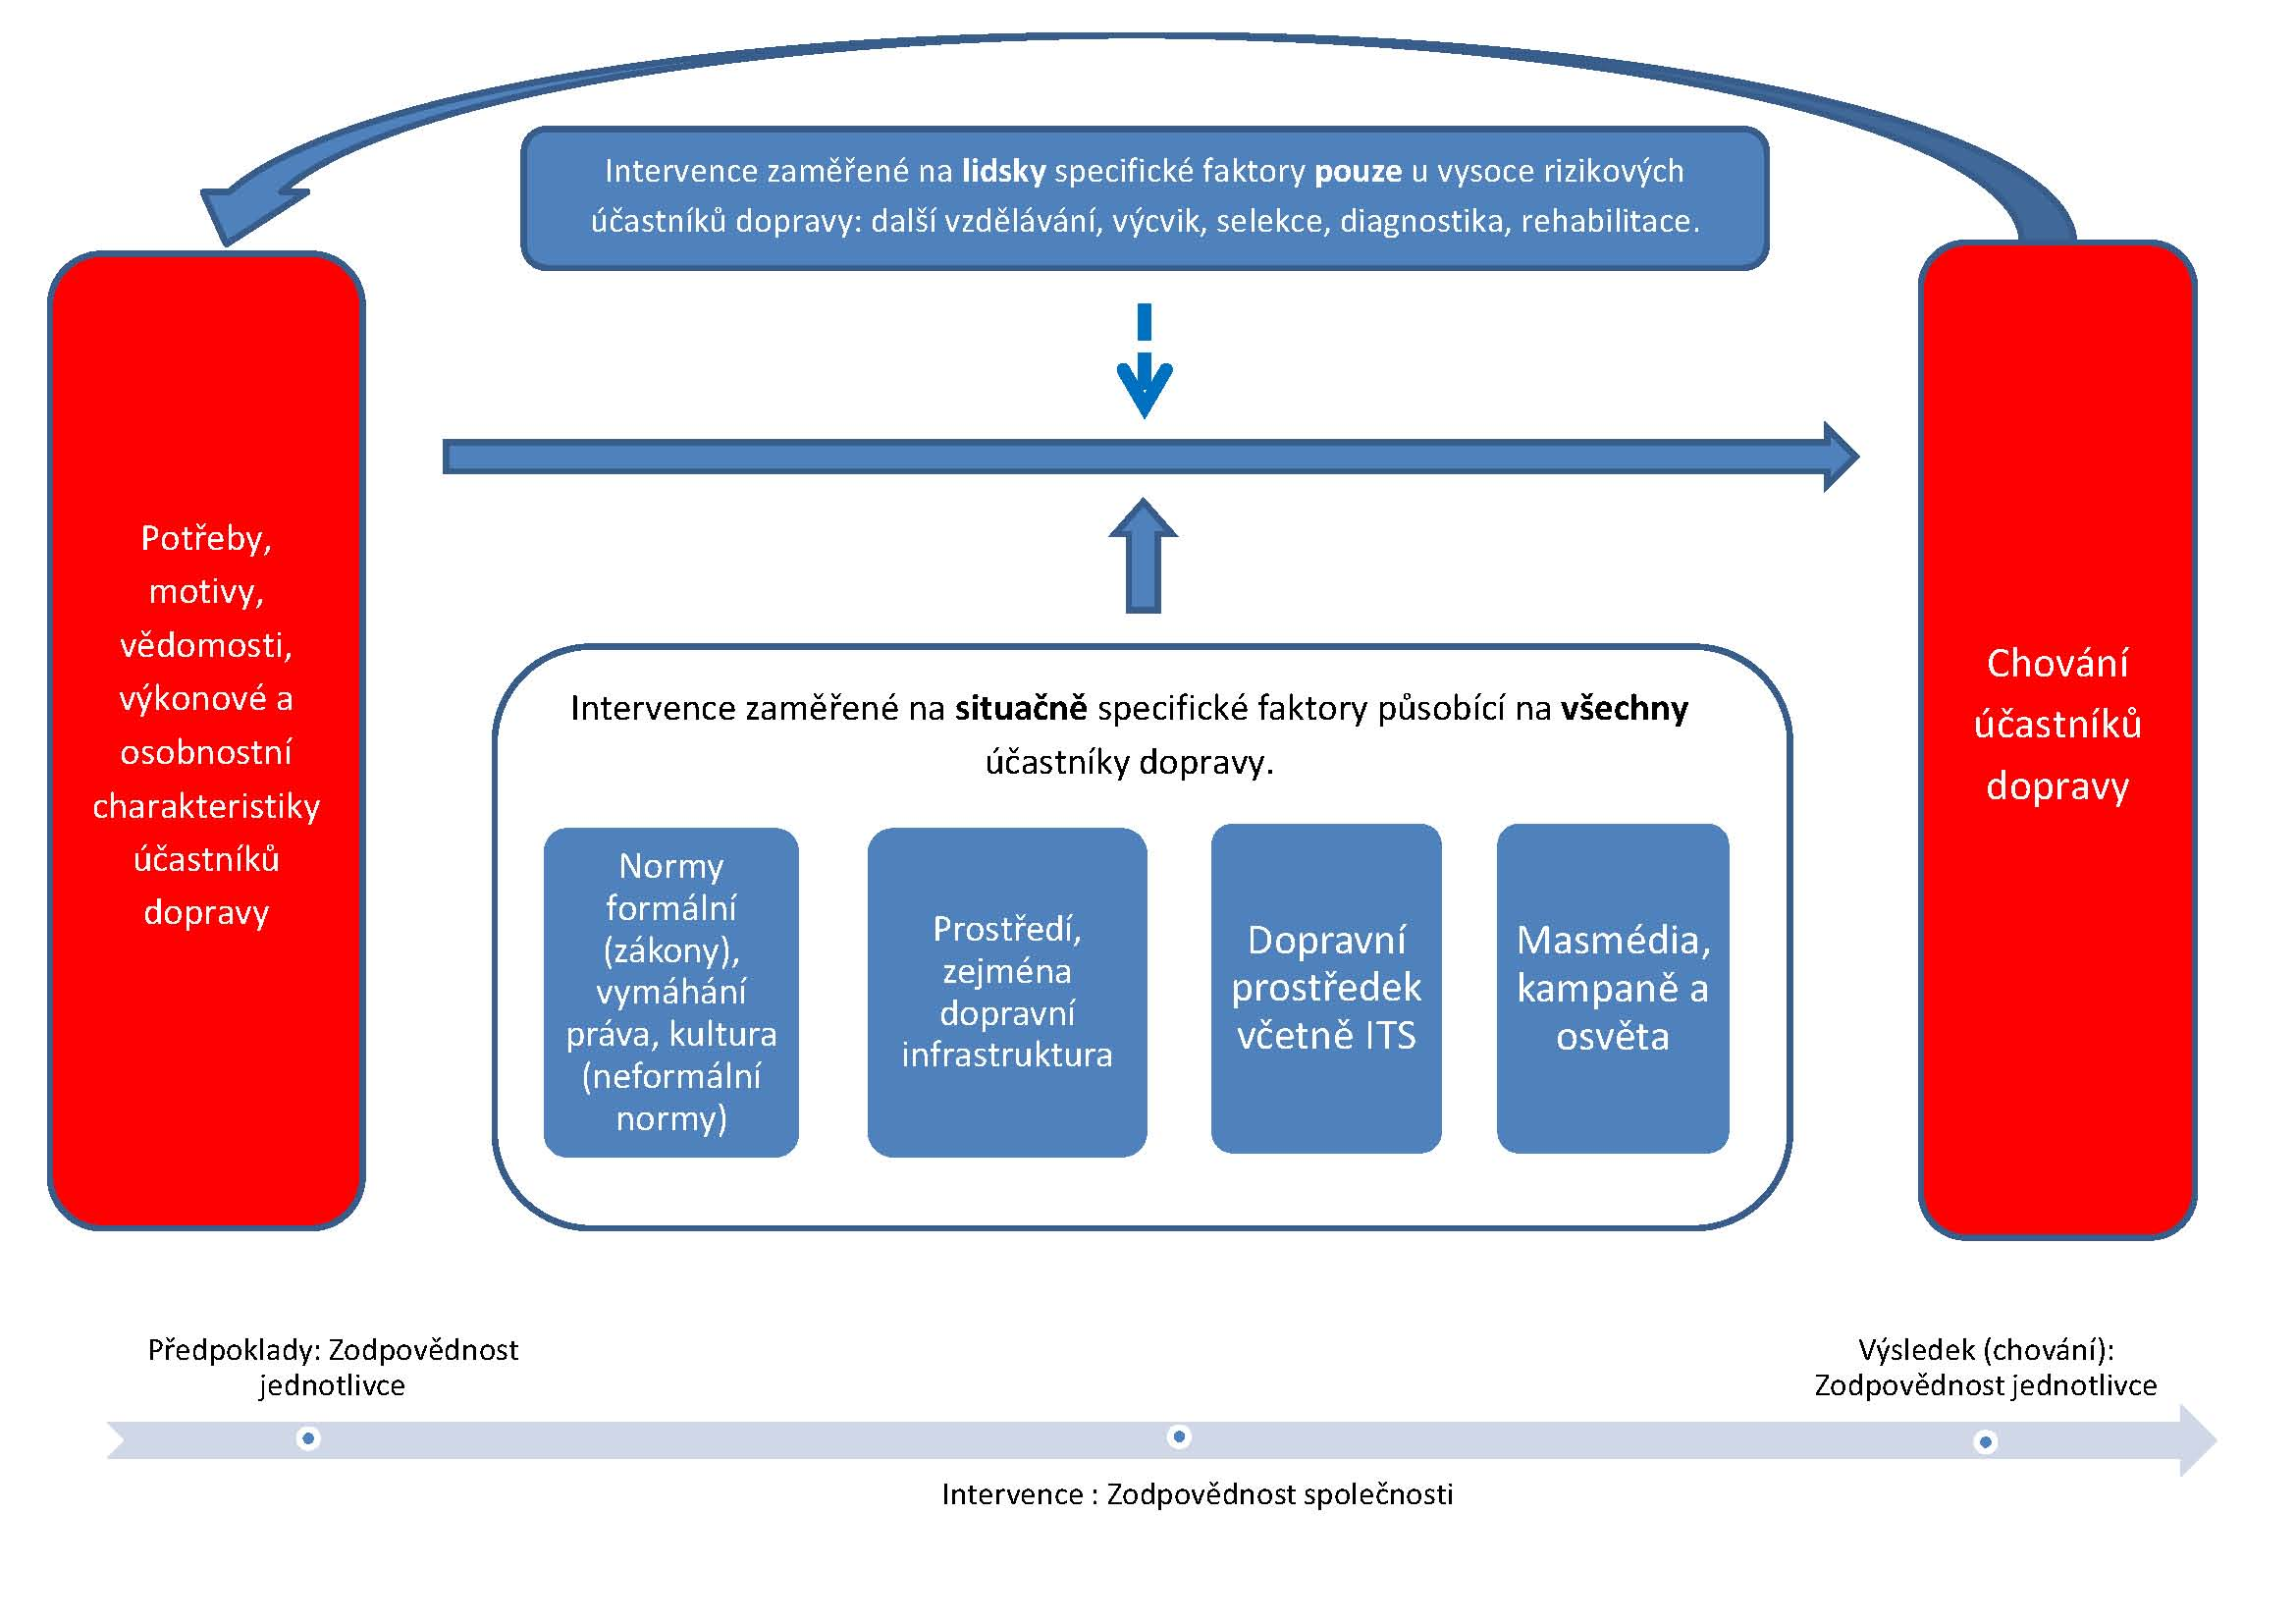 Intervence zaměřené na lidsky specifické faktory pouze u vysoce rizikových
účastníků dopravy: další vzdělávání, výcvik, selekce, diagnostika, rehabilitace.
Potřeby,
motivy,
vědomosti,
výkonové a
osobnostní
charakteristiky
účastníků
dopravy
Intervence zaměřené na situačně specifické faktory působící na všechny
účastníky dopravy.
Normy
formální
(zákony),
vymáhání
práva, kultura
(neformální
normy)
Prostředí,
zejména
dopravní
infrastruktura
Dopravní
prostředek
včetně ITS
Masmédia,
kampaně a
osvěta
Chování
účastníků
dopravy
Předpoklady: Zodpovědnost
jednotlivce
Výsledek (chování):
Zodpovědnost jednotlivce
Intervence : Zodpovědnost společnosti